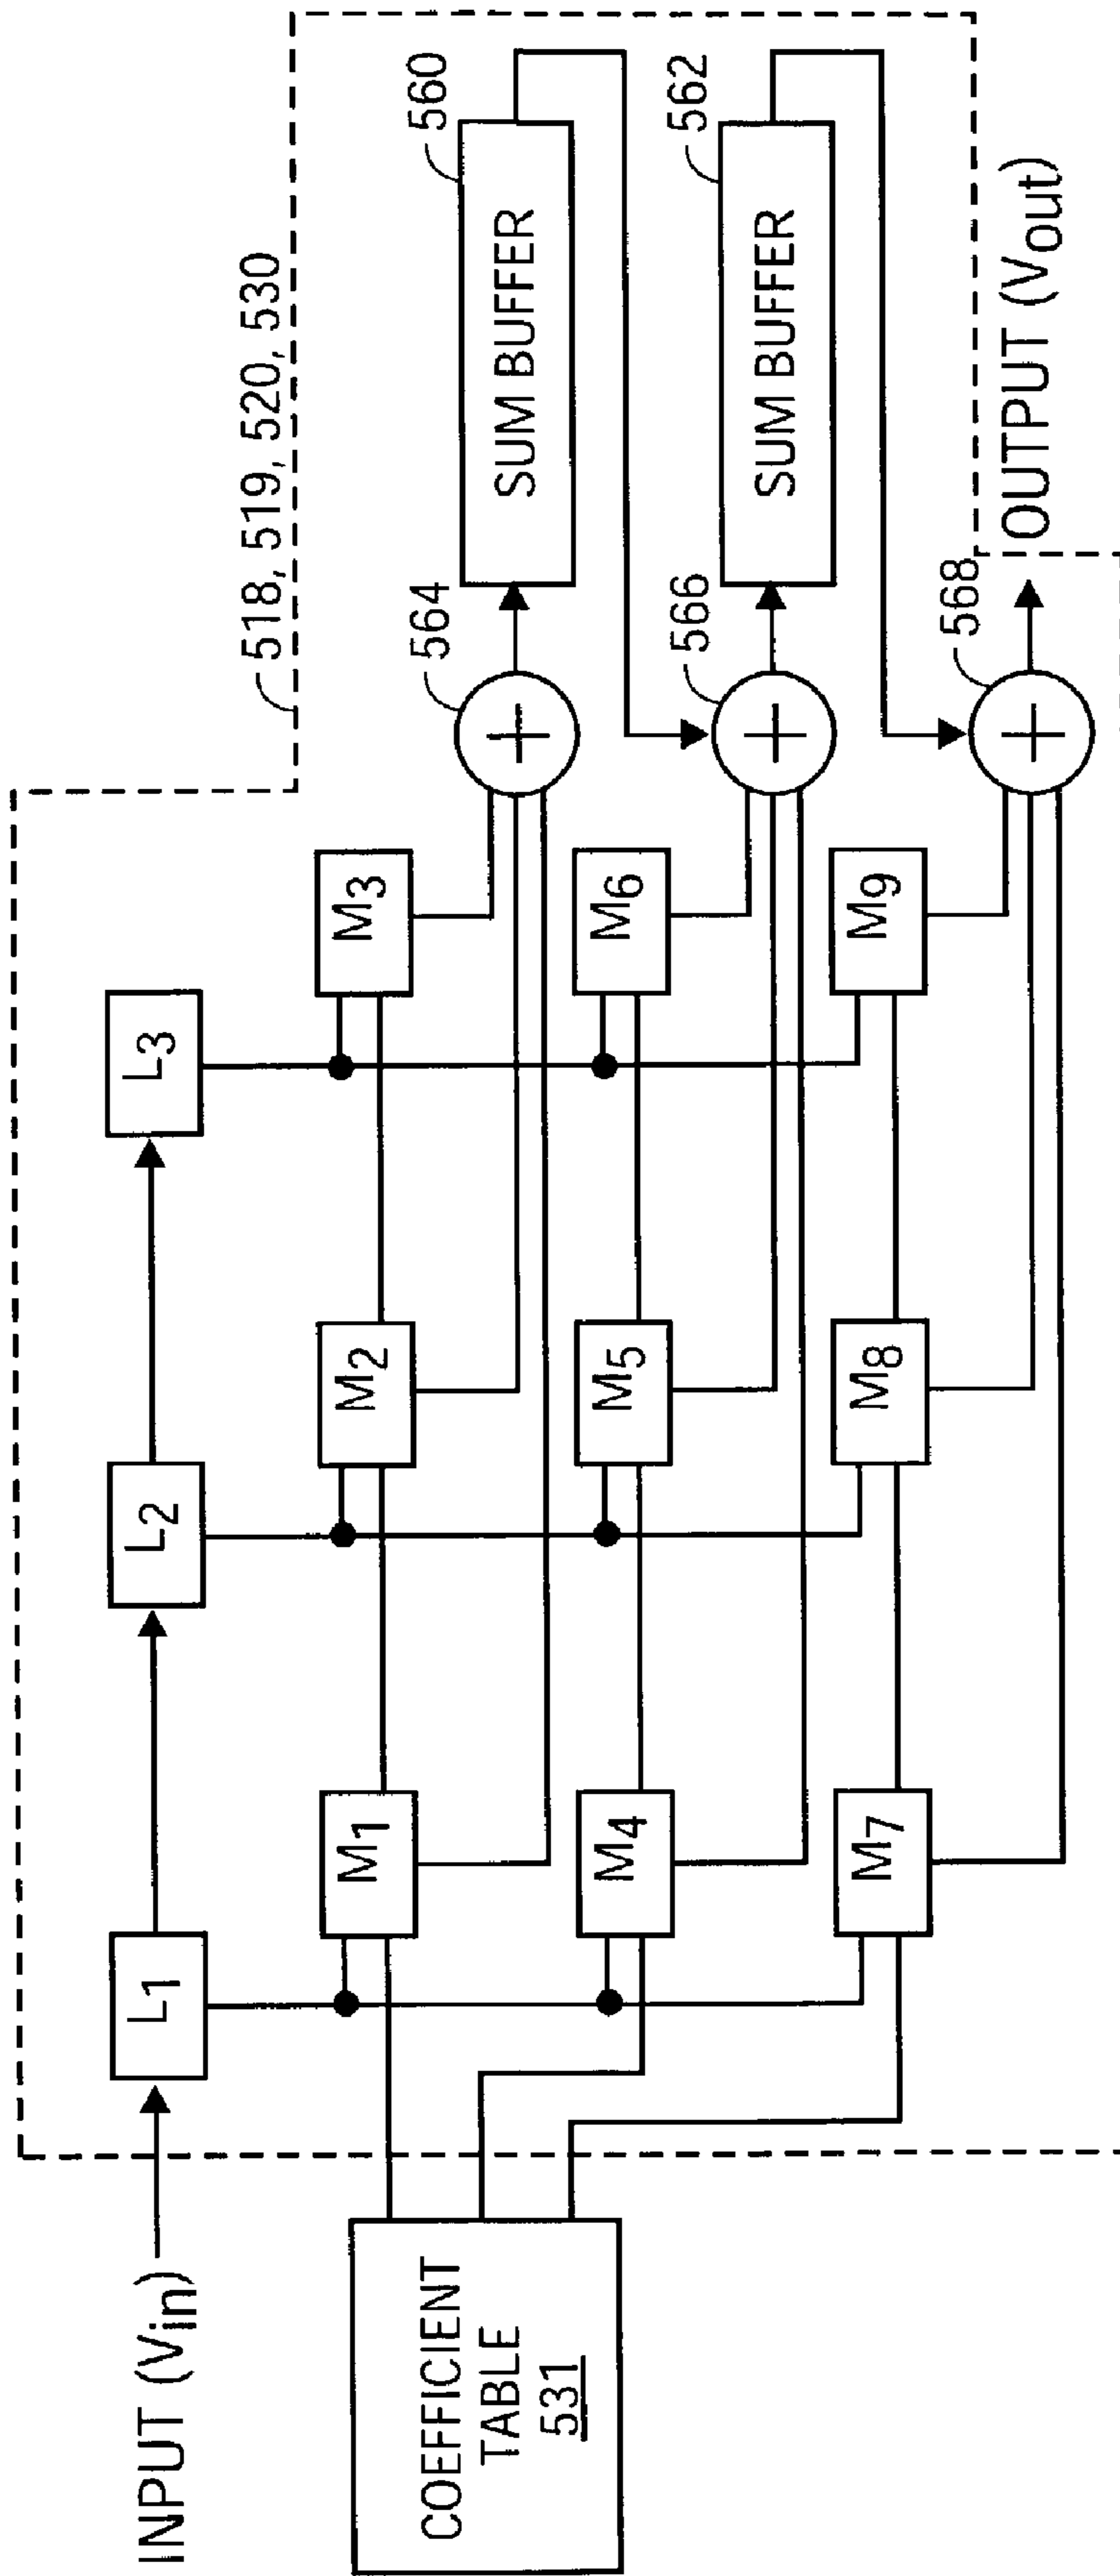 518, 519, 520, 530
INPUT (Vin)
L1
L2
L3
COEFFICIENT
TABLE
531
M1
M2
M3
564
560
SUM BUFFER
M4
M5
M6
566
562
SUM BUFFER
M7
M8
M9
568
OUTPUT (Vout)